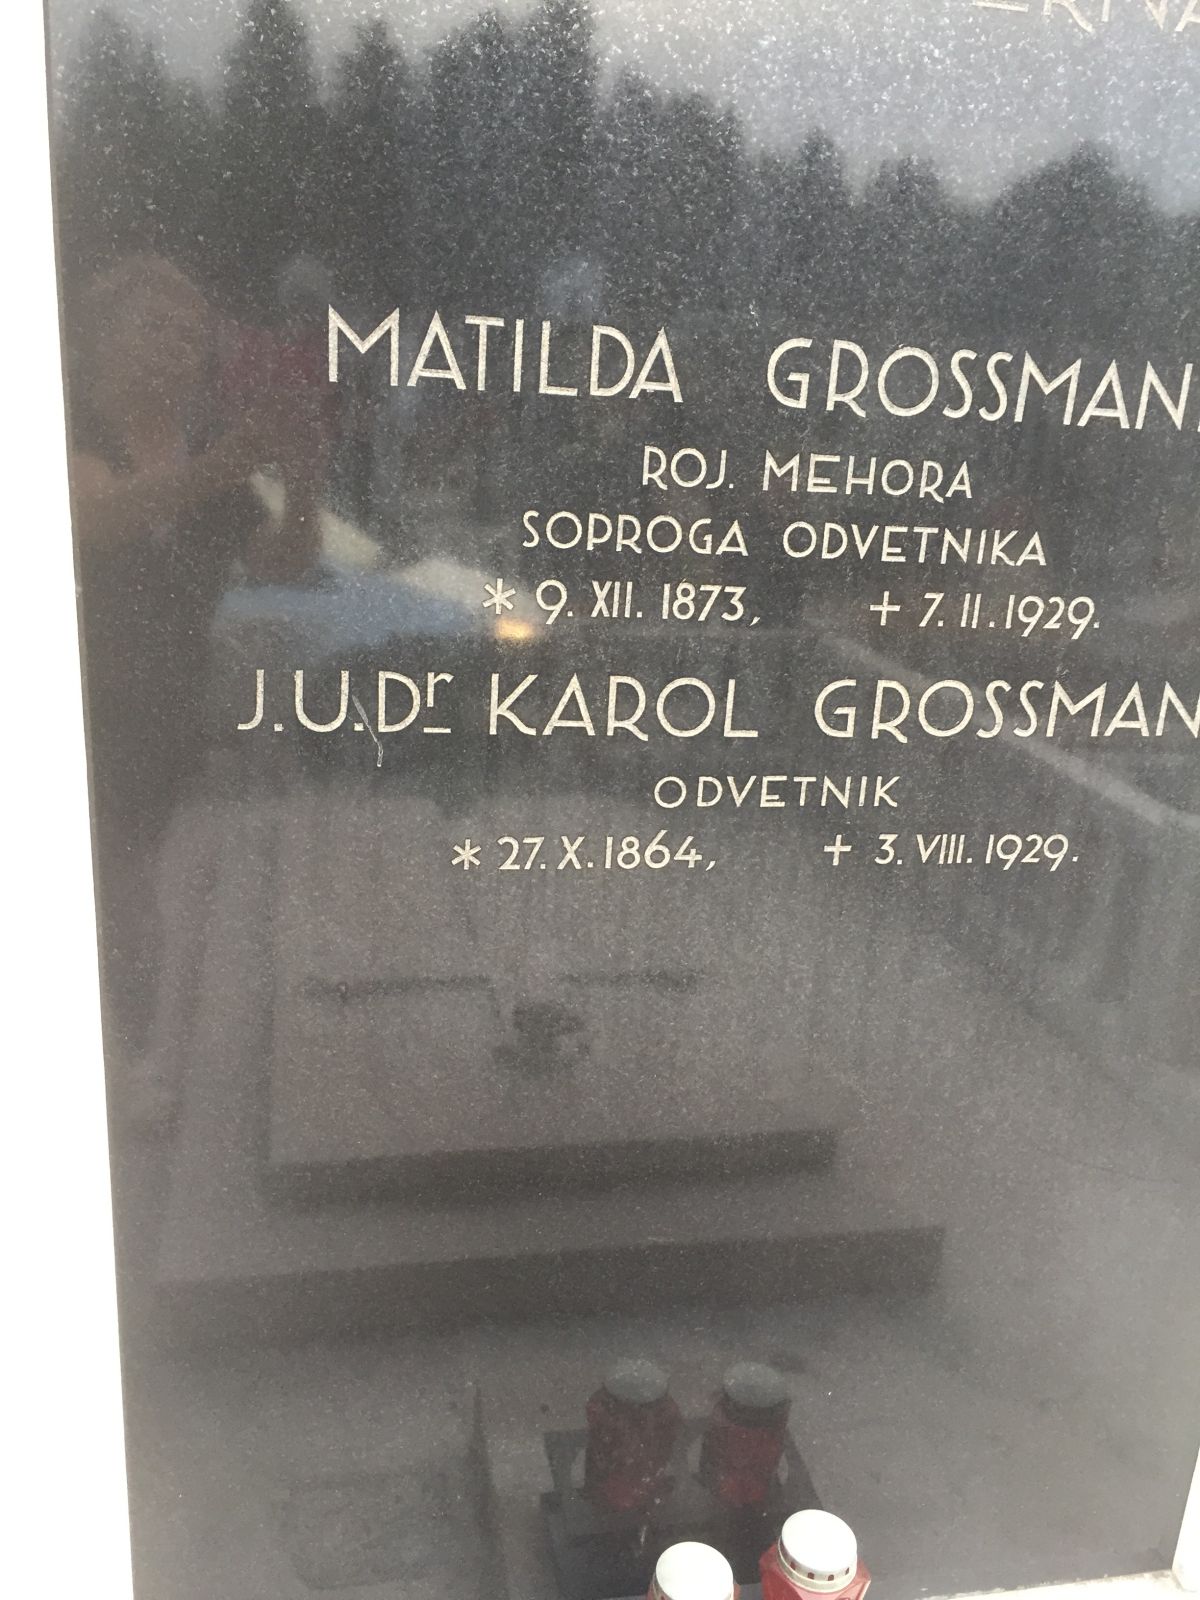 MATILDA GROSSMANN
ROJ. MEHORA
SOPROGA ODVETNIKA
* 9. XII. 1873, + 7. II. 1929.
J.U.Dr KAROL GROSSMAN
ODVETNIK
* 27. X. 1864, + 3. VIII. 1929.